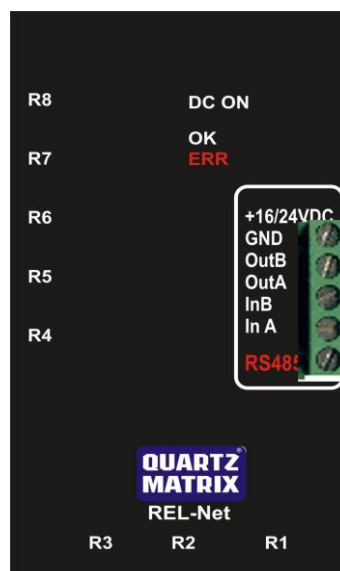 R8
DC ON
OK
R7
ERR
R6
+16/24VDC
GND
OutB
R5
OutA
InB
In A
R4
RS485
QUARTZ®
MATRIX
REL-Net
R3 R2 R1